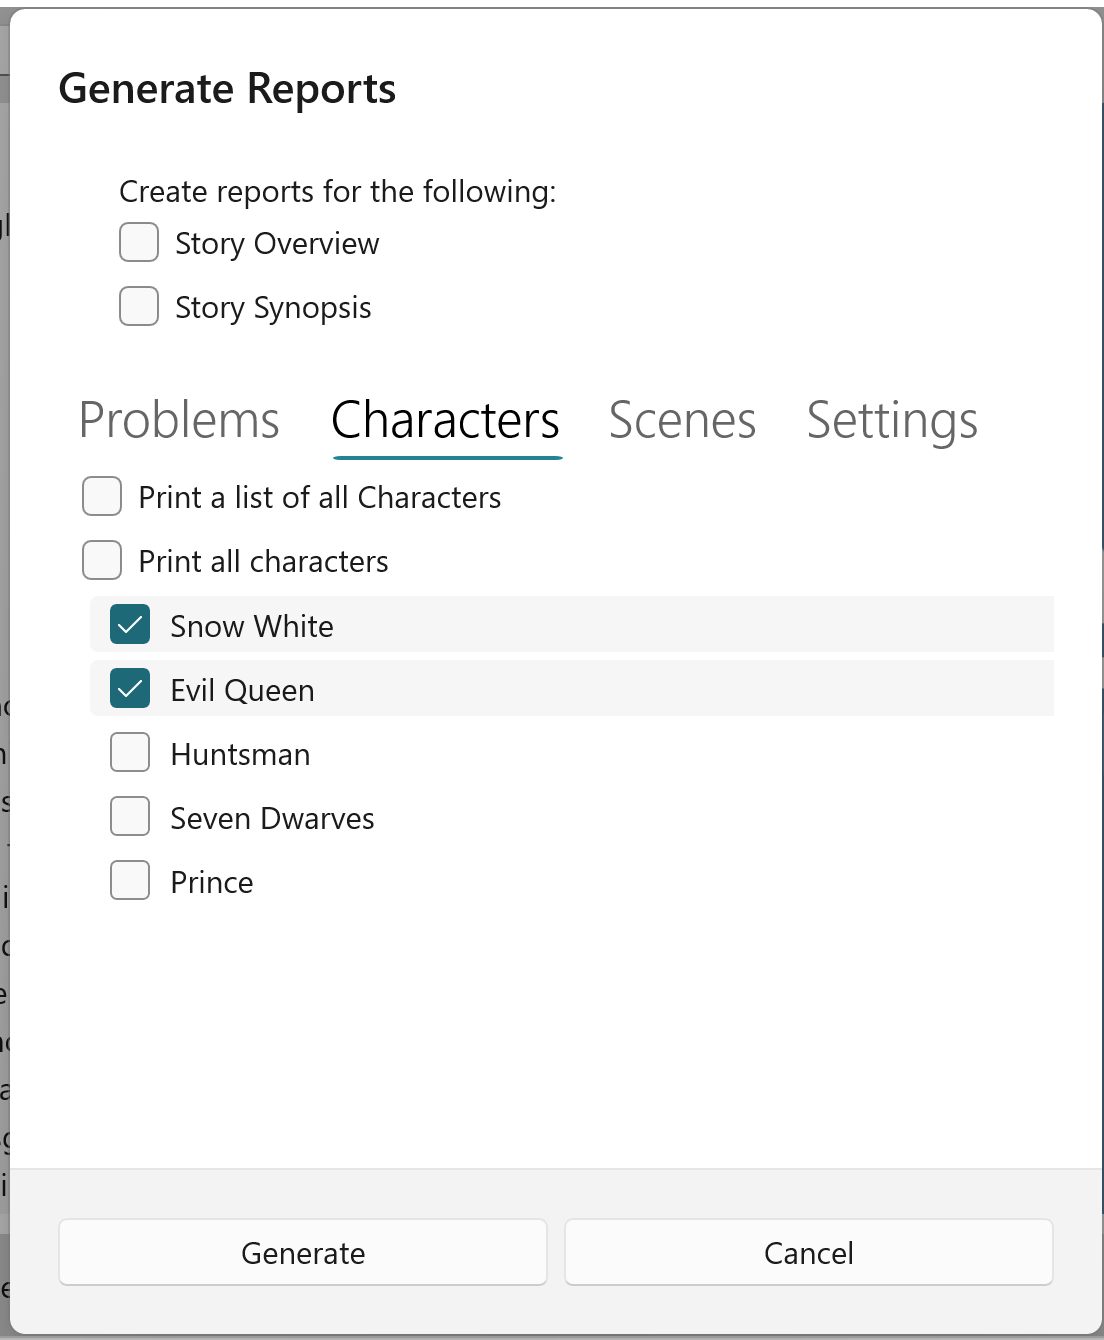 Generate Reports
Create reports for the following:
Story Overview
Story Synopsis
Problems Characters Scenes Settings
Print a list of all Characters
Print all characters
Snow White
Evil Queen
Huntsman
Seven Dwarves
Prince
Generate Cancel